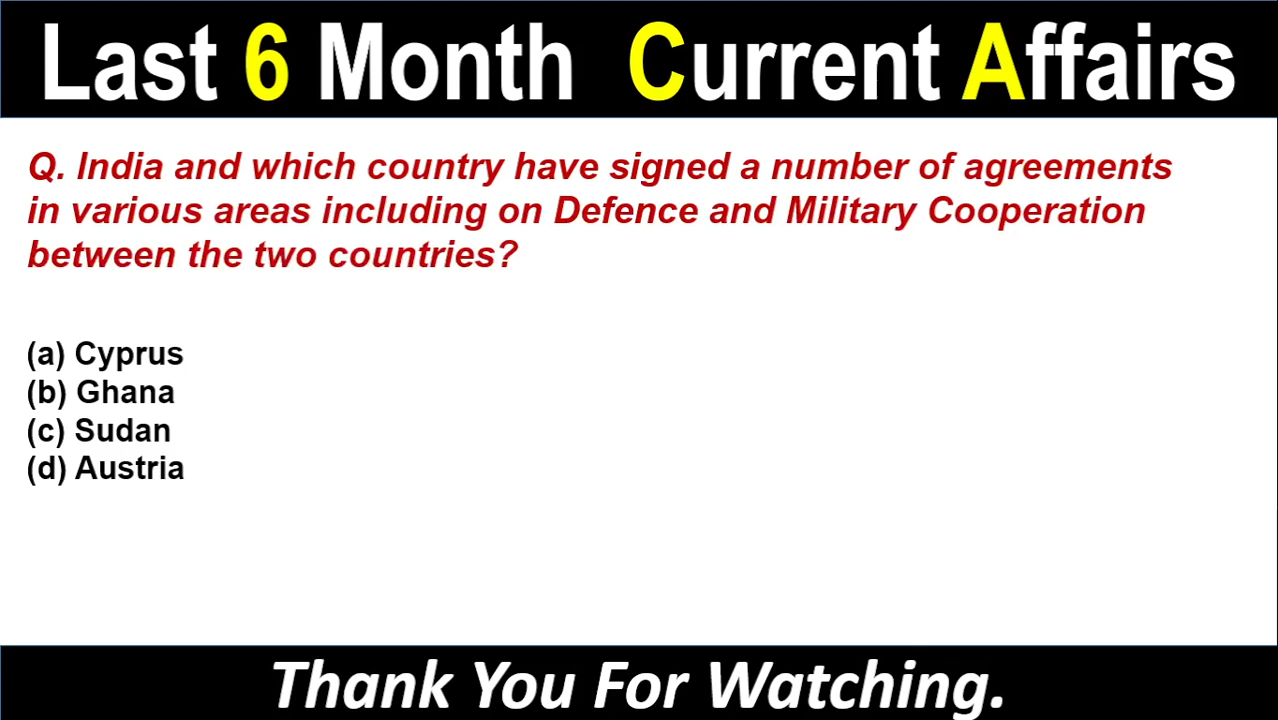 Last 6 Month Current Affairs
Q. India and which country have signed a number of agreements
in various areas including on Defence and Military Cooperation
between the two countries?
(a) Cyprus
(b) Ghana
(c) Sudan
(d) Austria
Thank You For Watching.